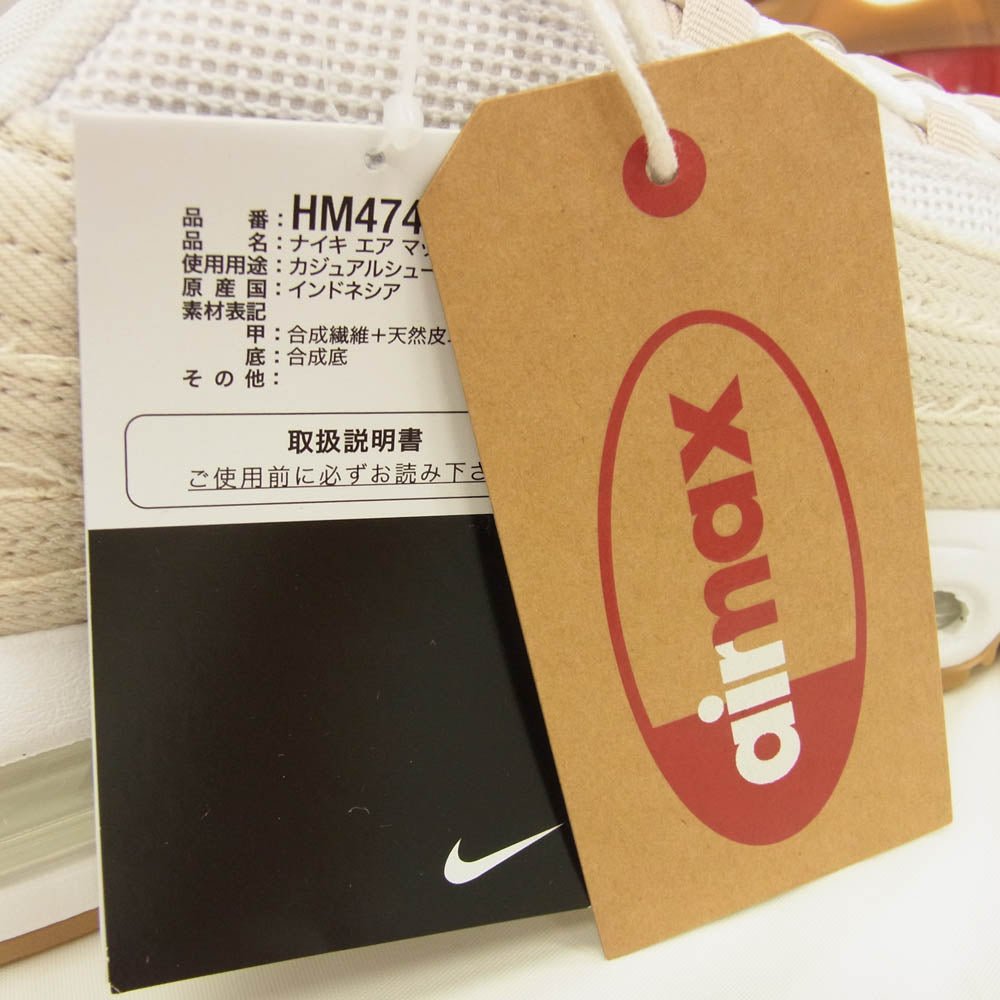 品番：HM474
品名：ナイキ エア マッ
使用用途：カジュアルシュー
原産国：インドネシア
素材表記
甲：合成繊維＋天然皮
底：合成底
その他：
取扱説明書
ご使用前に必ずお読み下さ
airmax